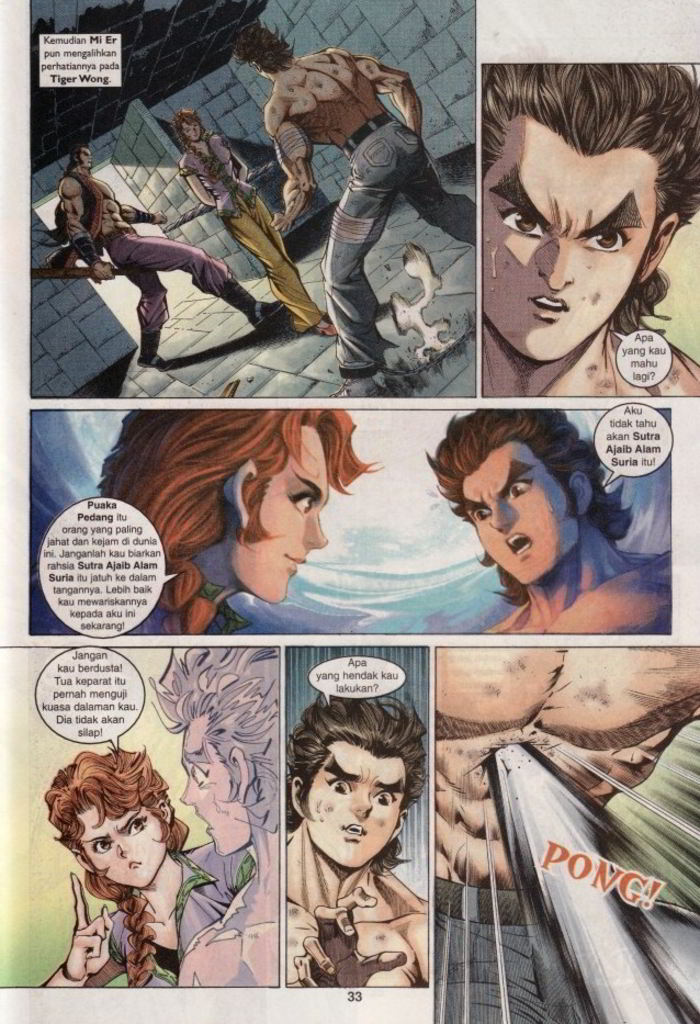 Kemudian Mi Er
pun mengalihkan
perhatiannya pada
Tiger Wong.
Apa
yang kau
mahu
lagi?
Puaka
Pedang itu
orang yang paling
jahat dan kejam di dunia
ini. Janganlah kau biarkan
rahsia Sutra Ajaib Alam
Suria itu jatuh ke dalam
tangannya. Lebih baik
kau mewariskannya
kepada aku ini
sekarang!
Aku
tidak tahu
akan Sutra
Ajaib Alam
Suria itu!
Jangan
kau berdusta!
Tua keparat itu
pernah menguji
kuasa dalaman kau.
Dia tidak akan
silap!
Apa
yang hendak kau
lakukan?
PONG!
33